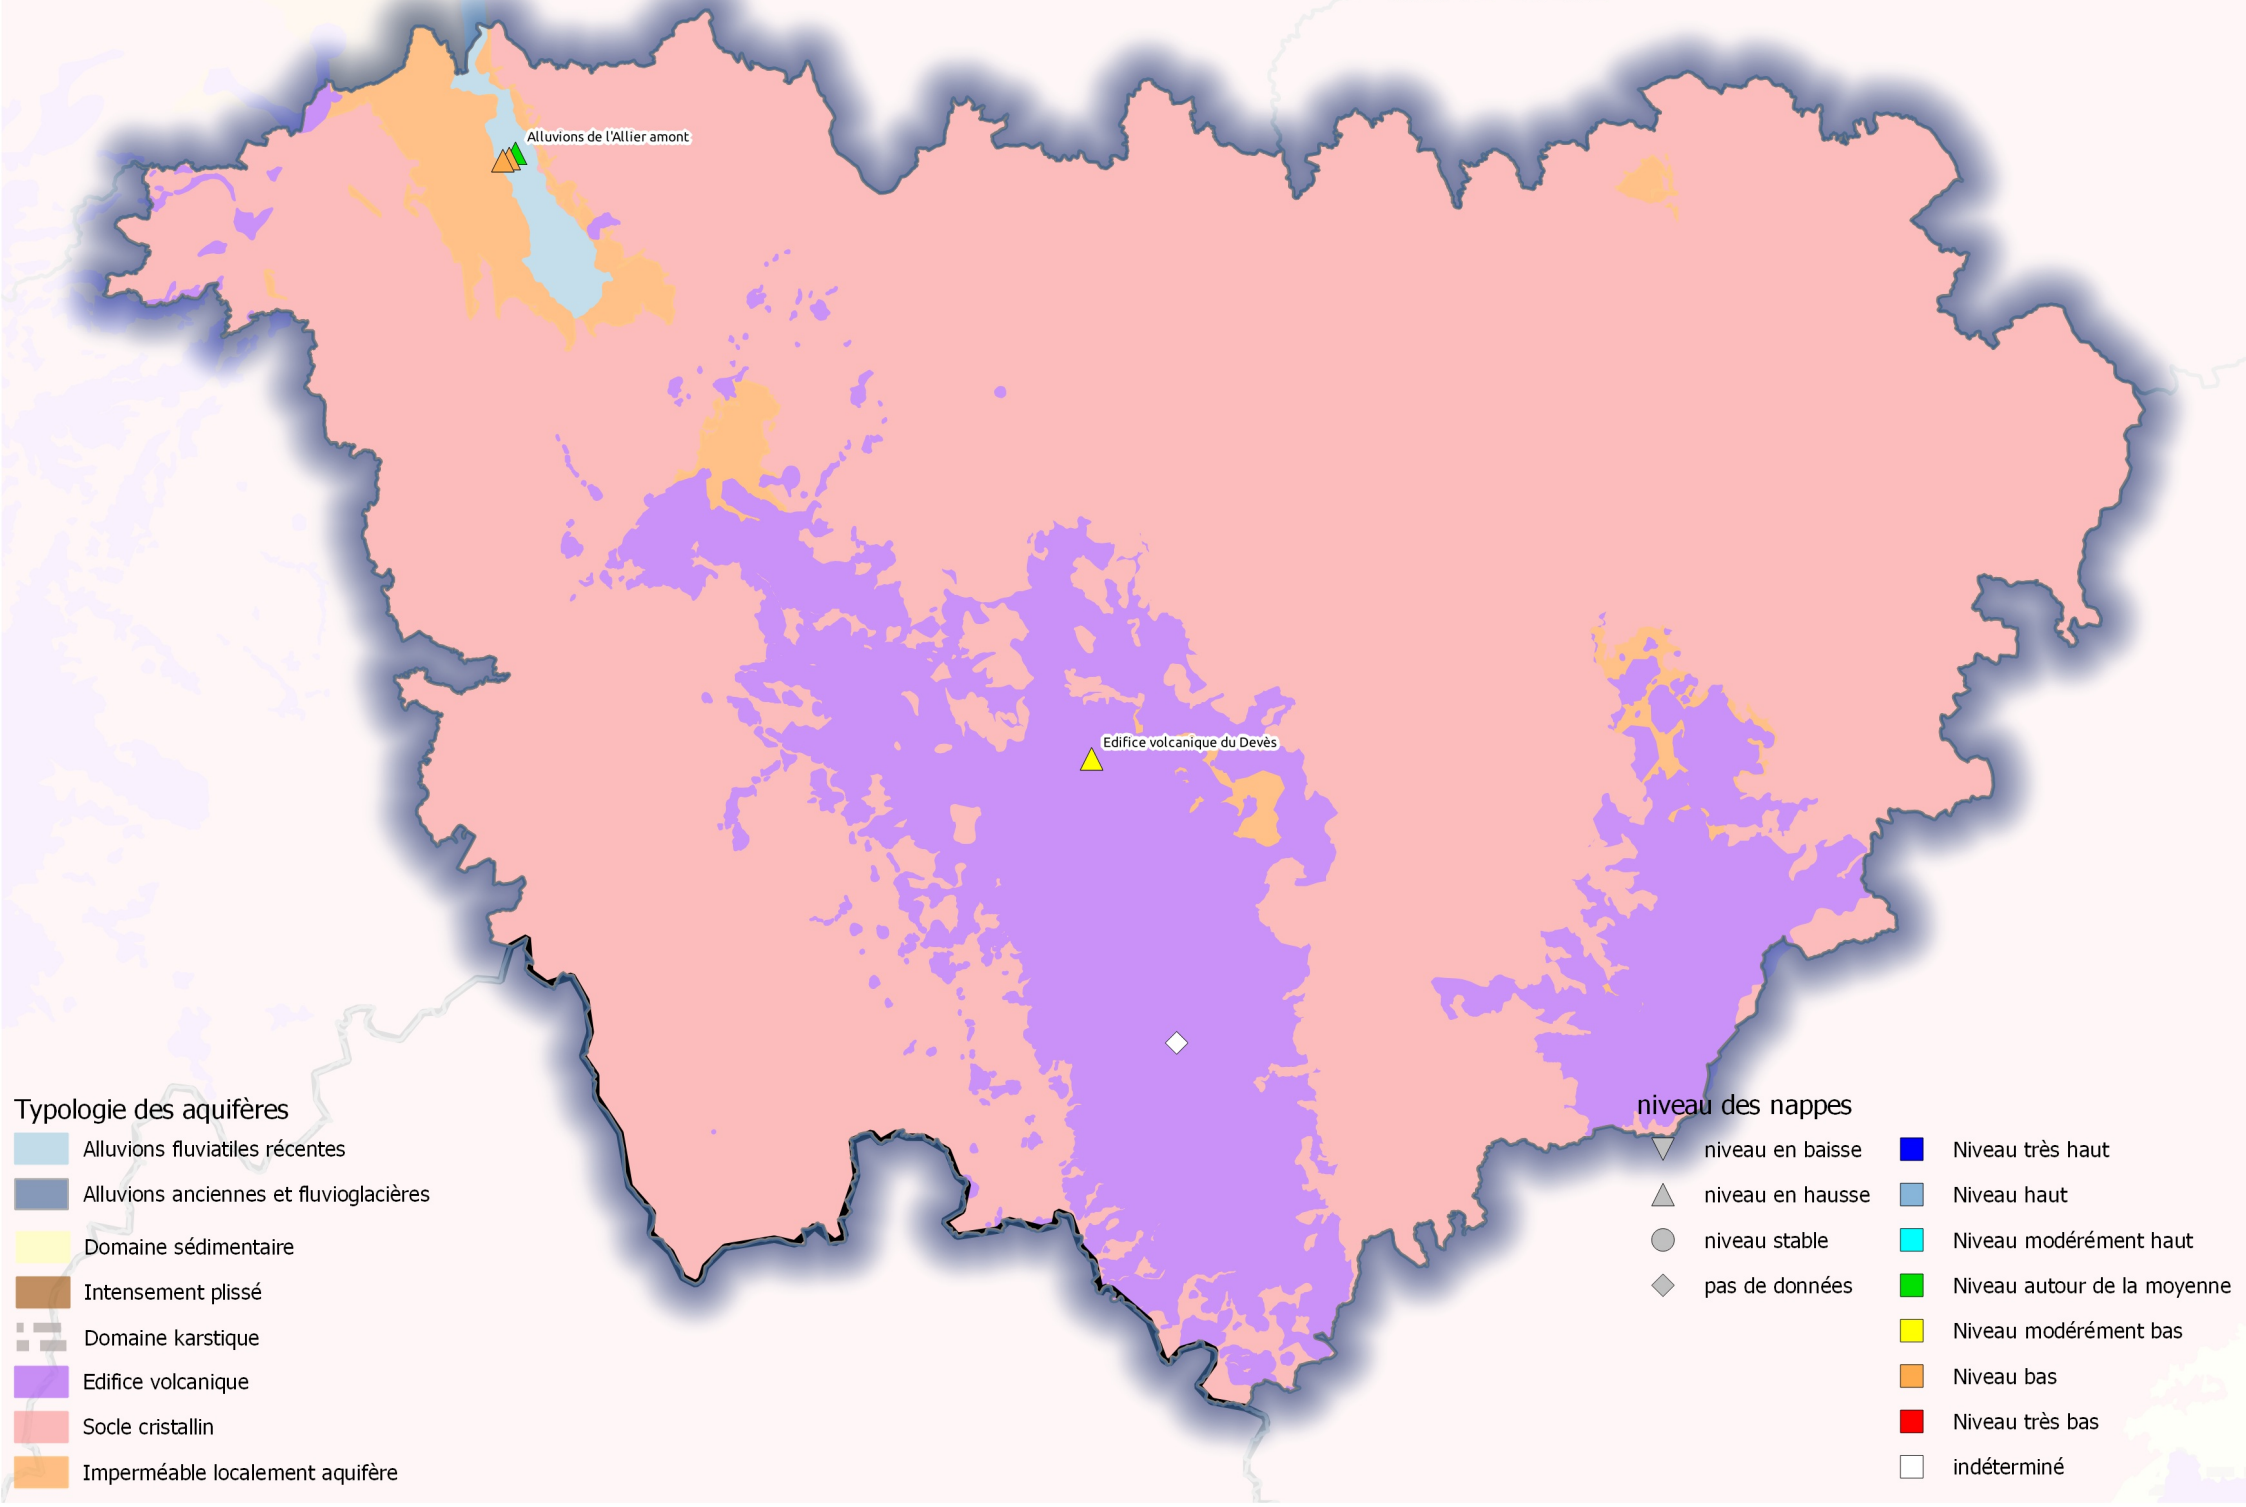 Alluvions de l'Allier amont
Edifice volcanique du Devès
Typologie des aquifères
Alluvions fluviatiles récentes
Alluvions anciennes et fluvioglacières
Domaine sédimentaire
Intensement plissé
Domaine karstique
Edifice volcanique
Socle cristallin
Imperméable localement aquifère
niveau des nappes
niveau en baisse
niveau en hausse
niveau stable
pas de données
Niveau très haut
Niveau haut
Niveau modérément haut
Niveau autour de la moyenne
Niveau modérément bas
Niveau bas
Niveau très bas
indéterminé